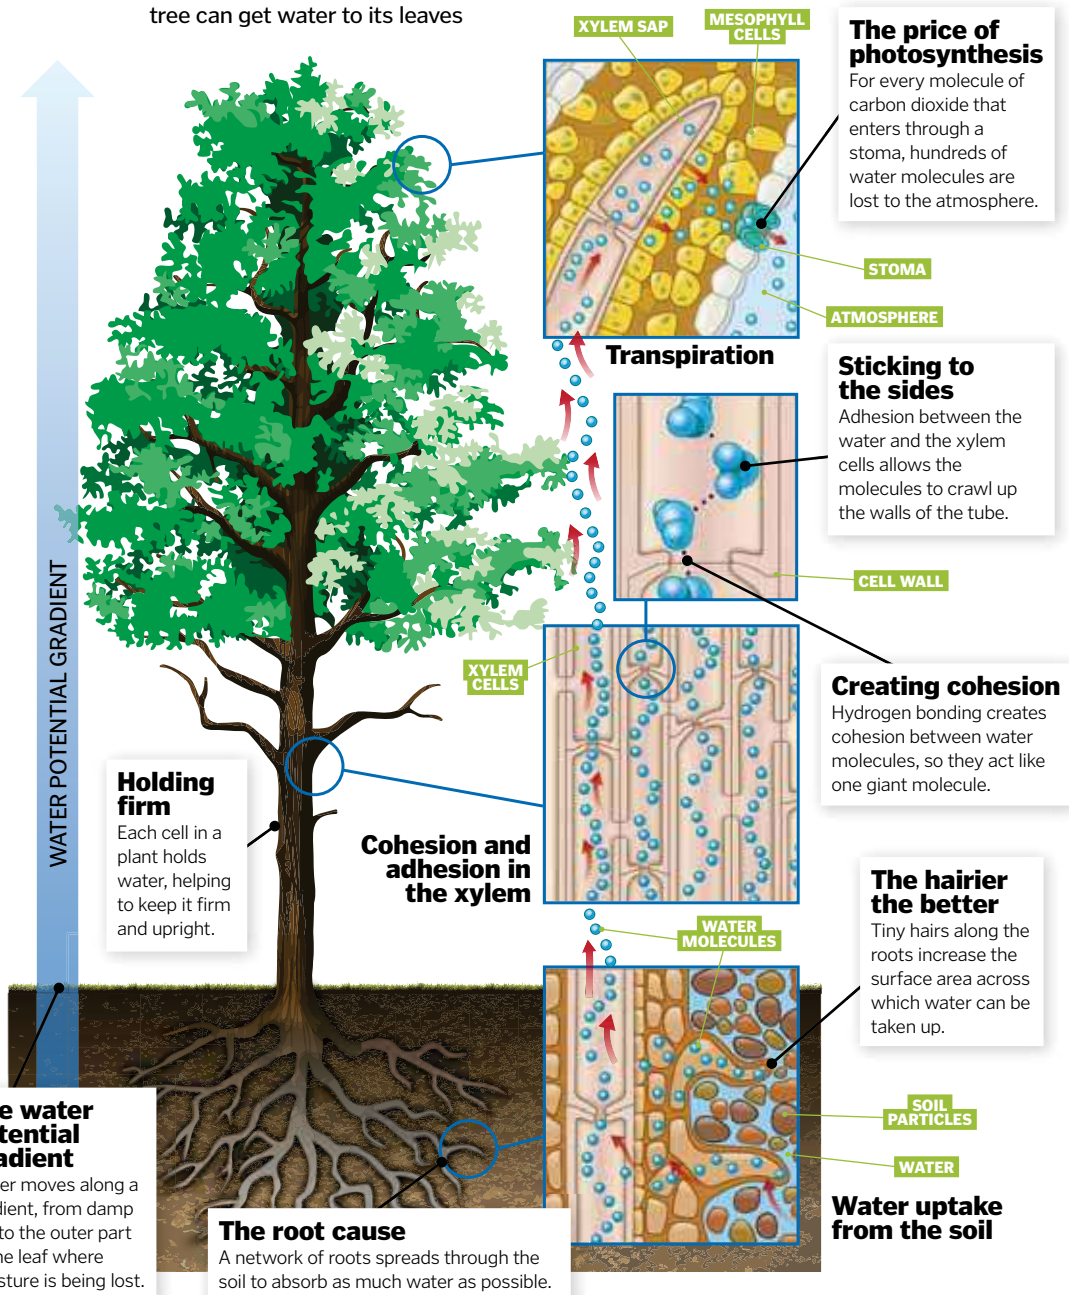 tree can get water to its leaves
XYLEM SAP
MESOPHYLL
CELLS
The price of
photosynthesis
For every molecule of
carbon dioxide that
enters through a
stoma, hundreds of
water molecules are
lost to the atmosphere.
STOMA
ATMOSPHERE
Transpiration
Sticking to
the sides
Adhesion between the
water and the xylem
cells allows the
molecules to crawl up
the walls of the tube.
CELL WALL
WATER POTENTIAL GRADIENT
XYLEM
CELLS
Creating cohesion
Hydrogen bonding creates
cohesion between water
molecules, so they act like
one giant molecule.
Holding
firm
Each cell in a
plant holds
water, helping
to keep it firm
and upright.
Cohesion and
adhesion in
the xylem
The hairier
the better
Tiny hairs along the
roots increase the
surface area across
which water can be
taken up.
WATER
MOLECULES
SOIL
PARTICLES
WATER
Water uptake
from the soil
water
moves along a
from damp
to the outer part
leaf where
is being lost.
The root cause
A network of roots spreads through the
soil to absorb as much water as possible.